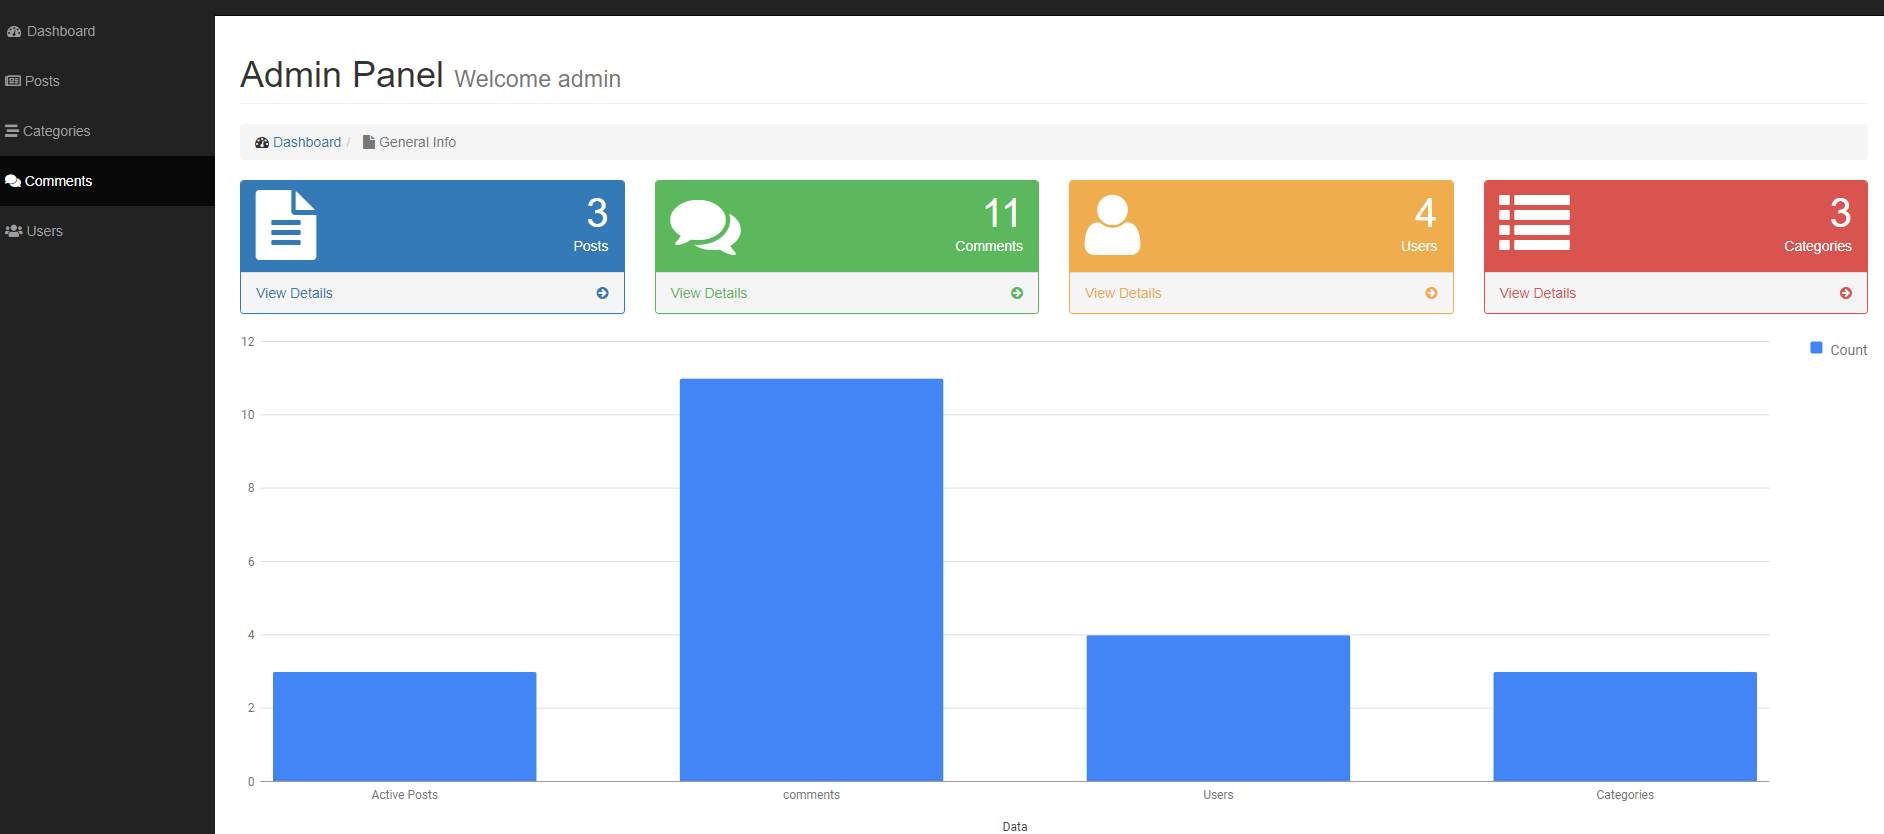 Dashboard
Posts
Categories
Comments
Users
Admin Panel Welcome admin
Dashboard / General Info
3
Posts
View Details
11
Comments
View Details
4
Users
View Details
3
Categories
View Details
12
10
8
6
4
2
0
Count
Active Posts
comments
Users
Categories
Data